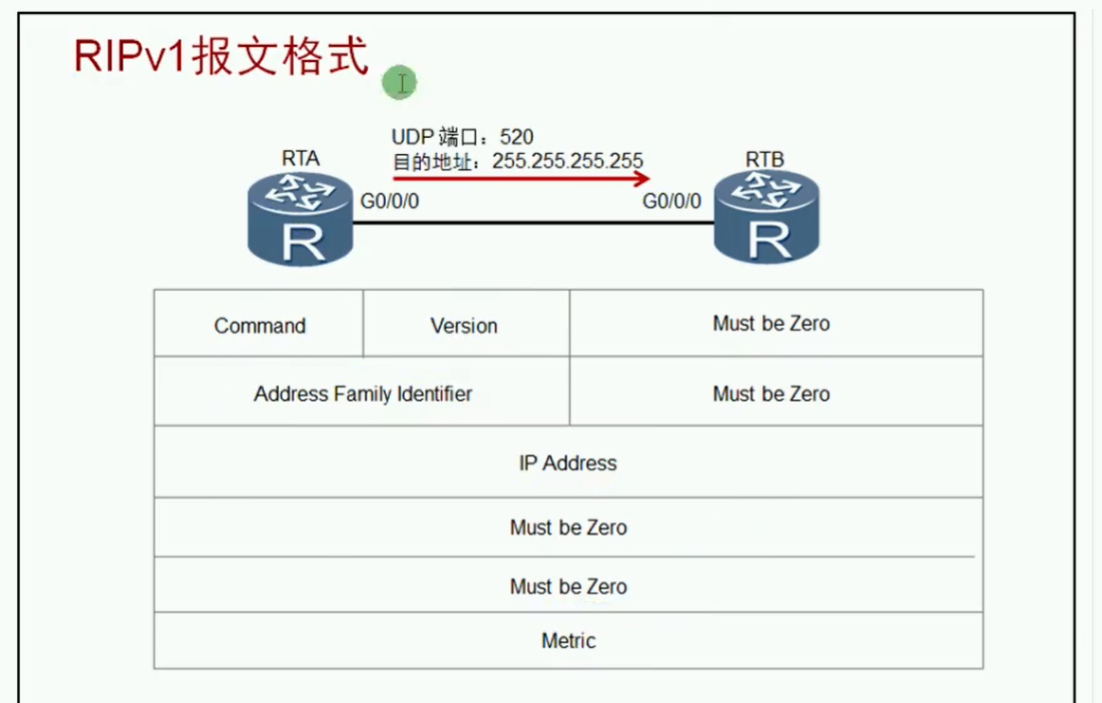 RIPv1报文格式
UDP 端口：520
目的地址：255.255.255.255
RTA
RTB
G0/0/0
G0/0/0
R
R
Command
Version
Must be Zero
Address Family Identifier
Must be Zero
IP Address
Must be Zero
Must be Zero
Metric